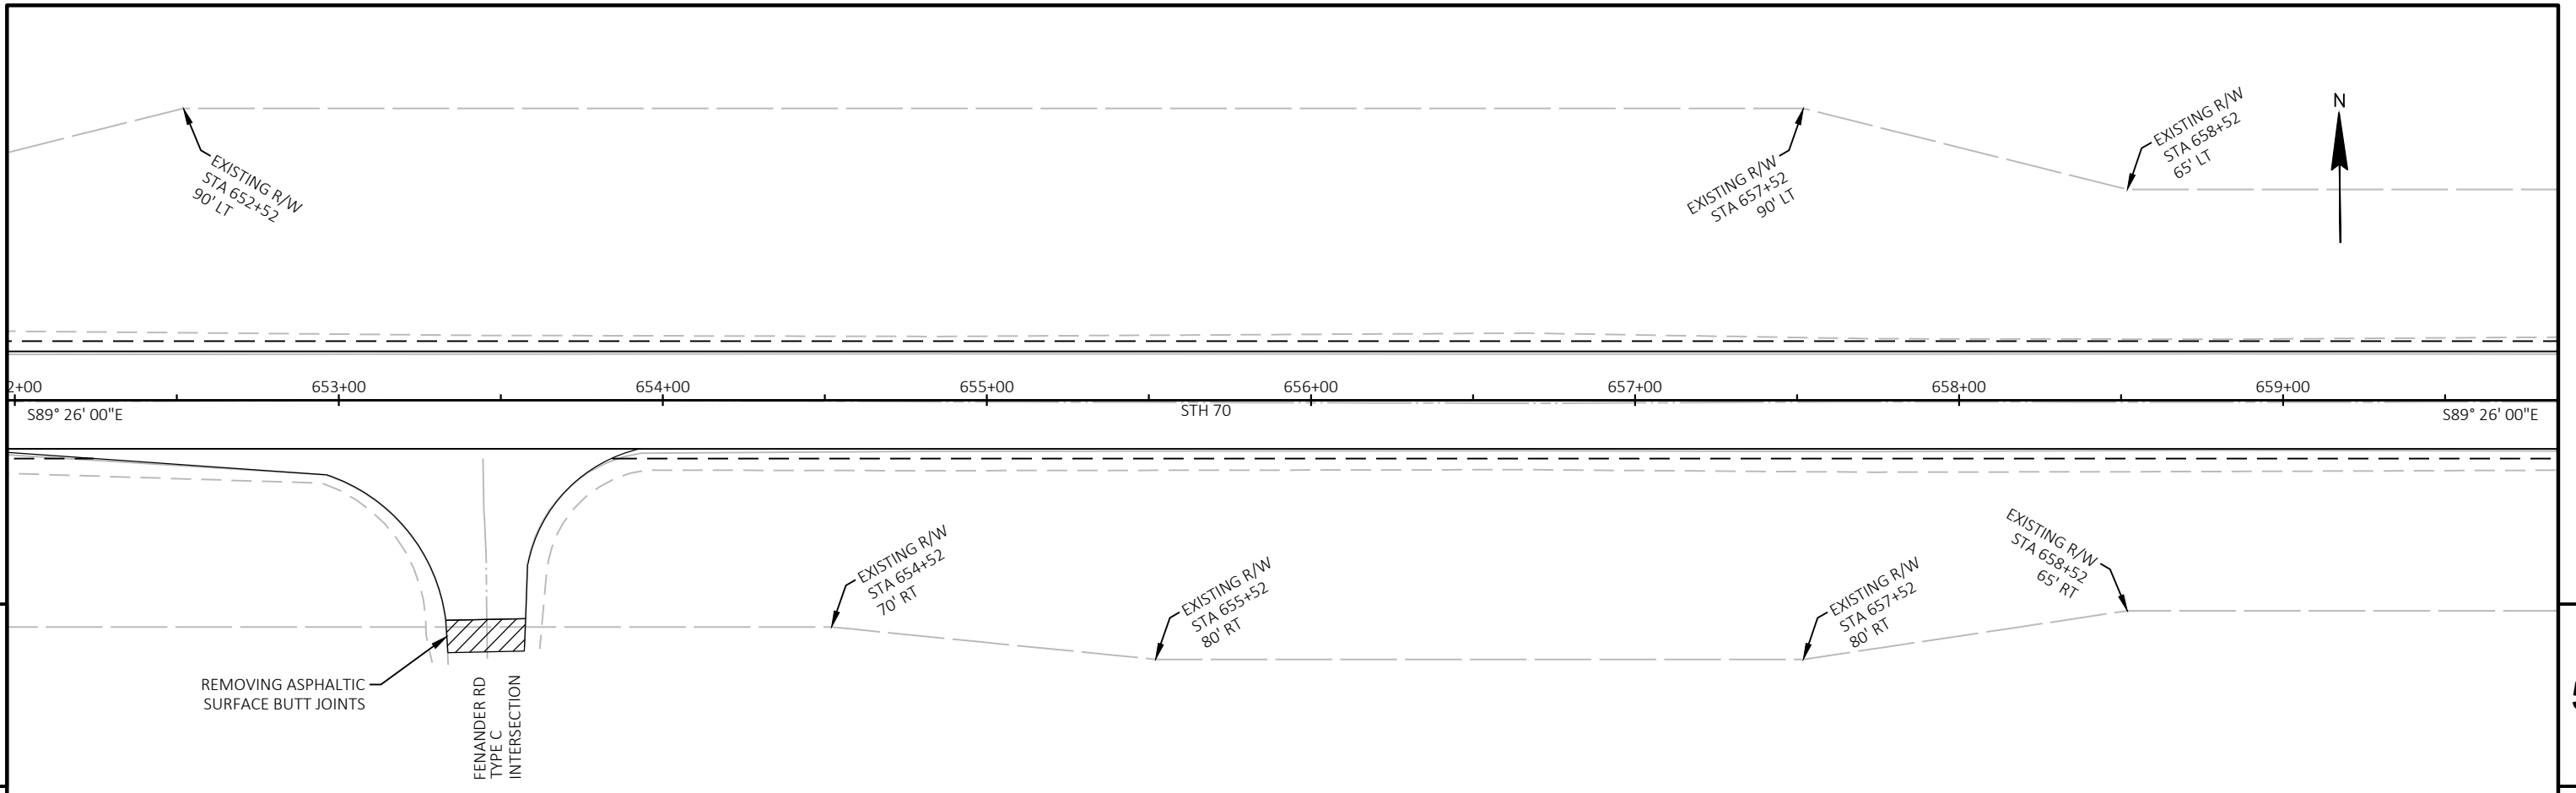 EXISTING R/W
STA 652+52
90' LT
EXISTING R/W
STA 657+52
90' LT
EXISTING R/W
STA 658+52
65' LT
N
2+00
653+00
654+00
655+00
656+00
657+00
658+00
659+00
S89° 26' 00"E
STH 70
S89° 26' 00"E
EXISTING R/W
STA 654+52
70' RT
EXISTING R/W
STA 655+52
80' RT
EXISTING R/W
STA 657+52
80' RT
EXISTING R/W
STA 658+52
65' RT
REMOVING ASPHALTIC
SURFACE BUTT JOINTS
FENANDER RD
TYPE C
INTERSECTION